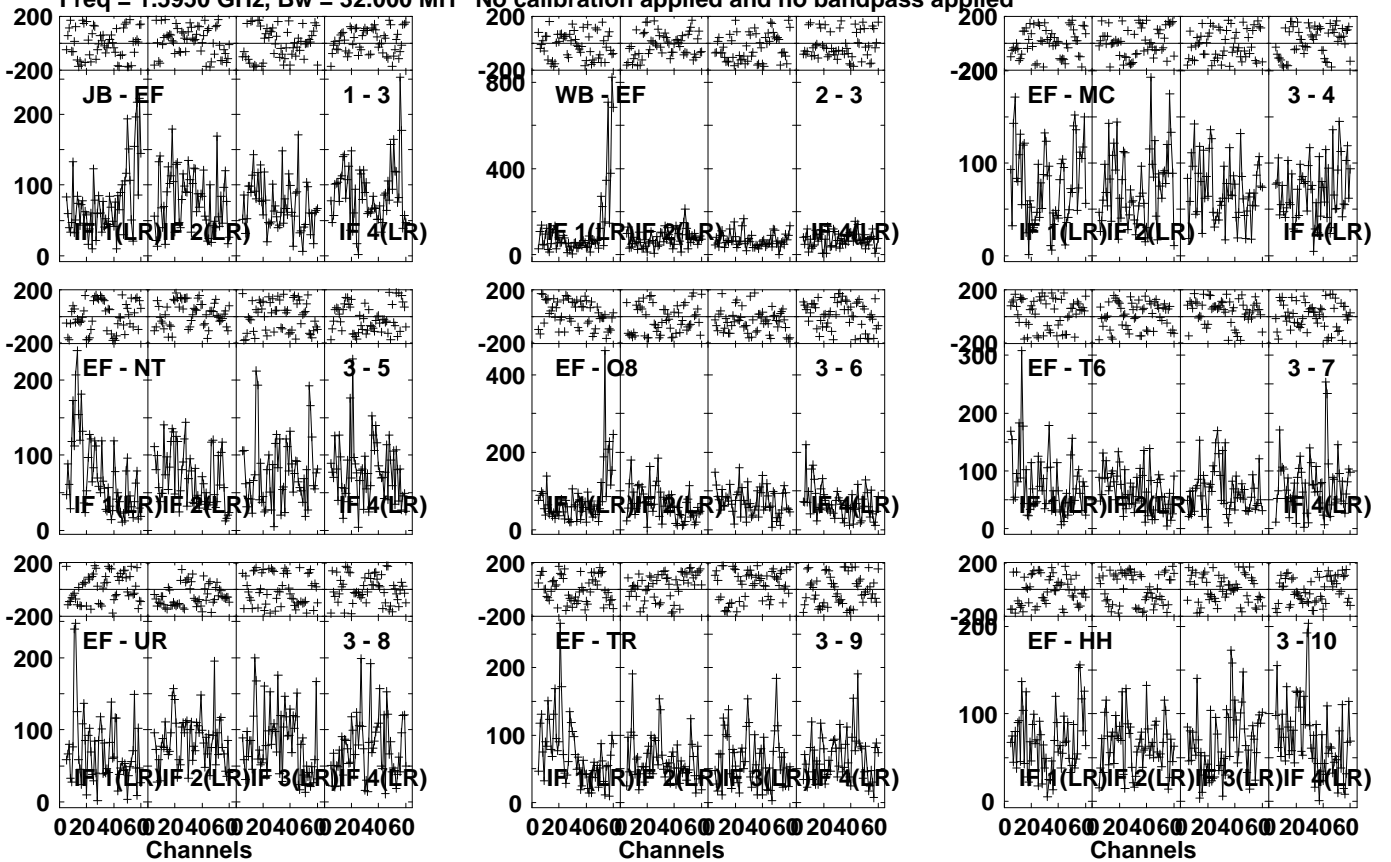 Freq = 1.5950 GHz, Bw = 32.000 MH No calibration applied and no bandpass applied
200 200 200
-200 -200 -200
JB - EF 1 - 3 WB - EF 2 - 3 EF - MC 3 - 4
200 800 100
100 400 0
0 0
IF 1(LR) IF 2(LR) IF 4(LR) IF 1(LR) IF 2(LR) IF 4(LR) IF 1(LR) IF 2(LR) IF 4(LR)
200 200 200
-200 -200 -200
EF - NT 3 - 5 EF - O8 3 - 6 EF - T6 3 - 7
200 400 300
100 200 200
0 0 100
0
IF 1(LR) IF 2(LR) IF 4(LR) IF 1(LR) IF 2(LR) IF 4(LR) IF 1(LR) IF 2(LR) IF 4(LR)
200 200 200
-200 -200 -200
EF - UR 3 - 8 EF - TR 3 - 9 EF - HH 3 - 10
200 200 200
100 100 100
0 0 0
IF 1(LR) IF 2(LR) IF 3(LR) IF 4(LR) IF 1(LR) IF 2(LR) IF 3(LR) IF 4(LR) IF 1(LR) IF 2(LR) IF 3(LR) IF 4(LR)
0 20 40 60 0 20 40 60 0 20 40 60 0 20 40 60 0 20 40 60 0 20 40 60 0 20 40 60 0 20 40 60 0 20 40 60 0 20 40 60 0 20 40 60 0 20 40 60
Channels Channels Channels